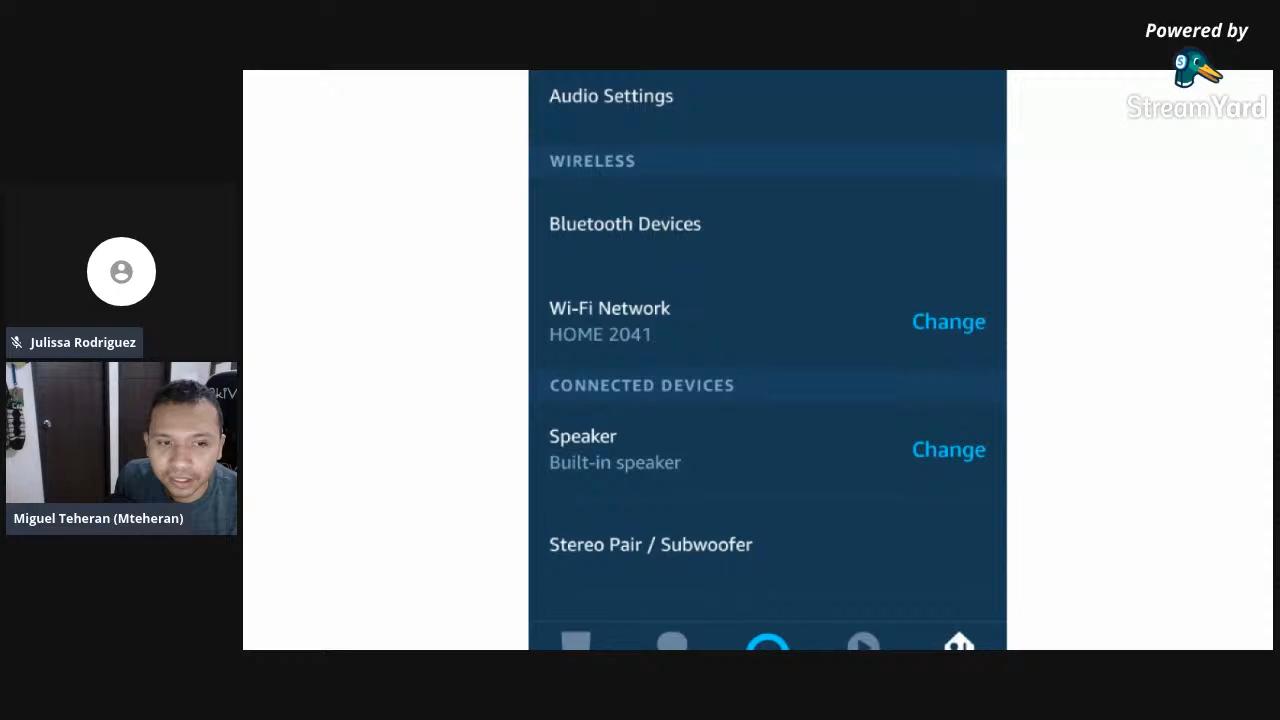 Powered by
StreamYard
Audio Settings
WIRELESS
Bluetooth Devices
Wi-Fi Network
HOME 2041
Change
CONNECTED DEVICES
Speaker
Built-in speaker
Change
Stereo Pair / Subwoofer
Julissa Rodriguez
Miguel Teheran (Mteheran)